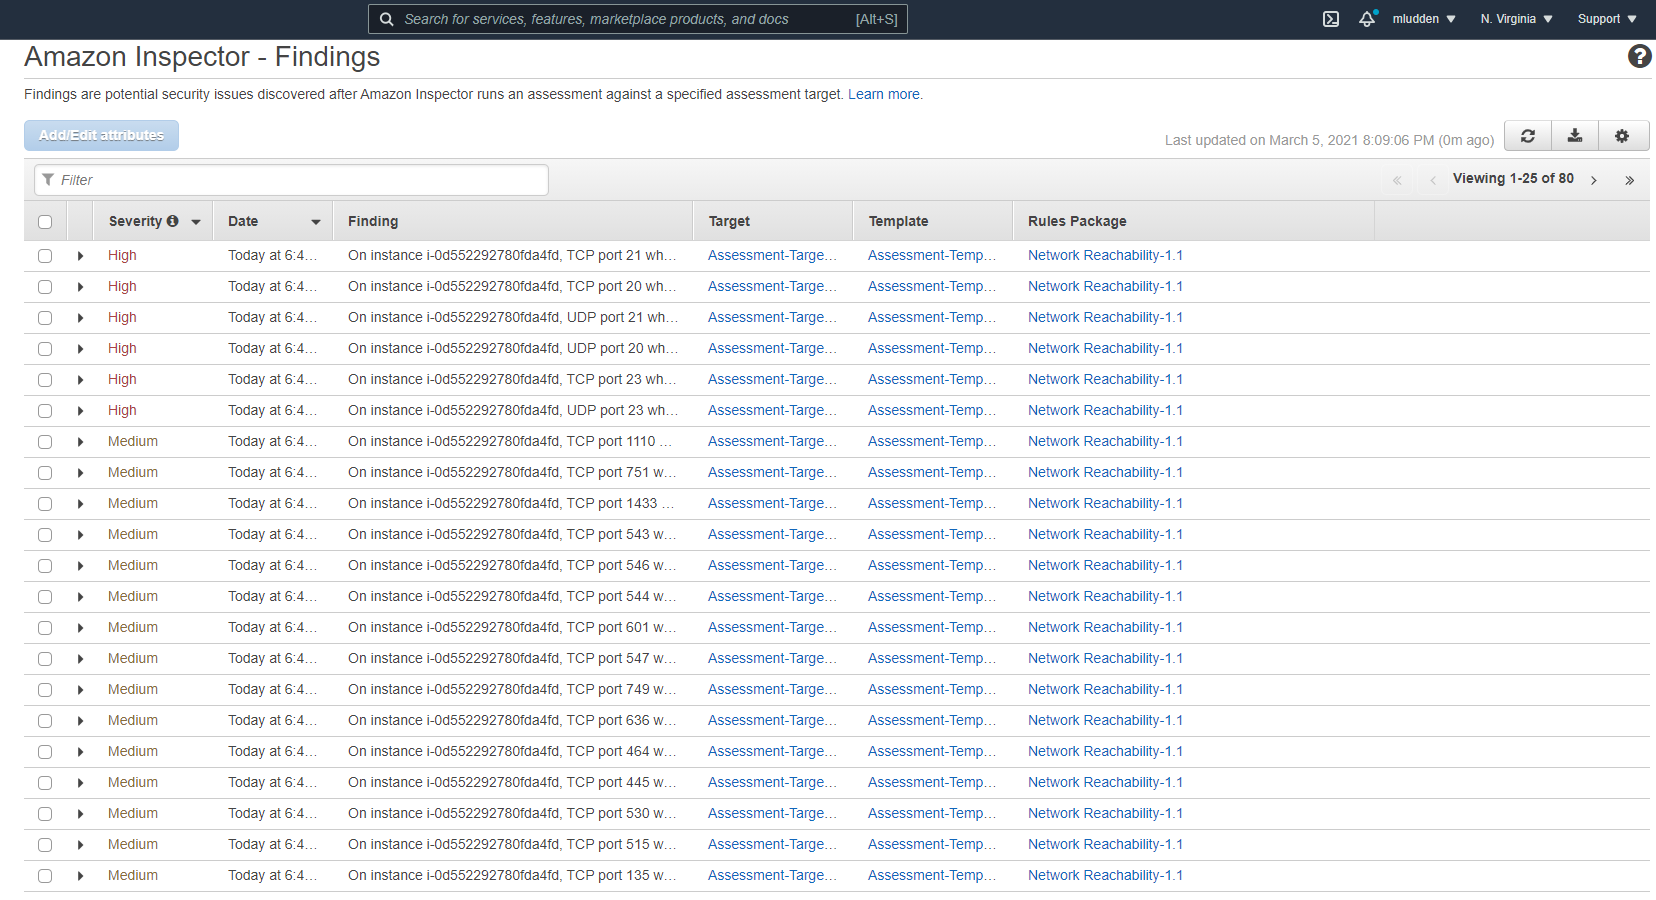 Search for services, features, marketplace products, and docs [Alt+S] mludden N. Virginia Support
Amazon Inspector - Findings
Findings are potential security issues discovered after Amazon Inspector runs an assessment against a specified assessment target. Learn more.
Add/Edit attributes Last updated on March 5, 2021 8:09:06 PM (0m ago)
Filter Viewing 1-25 of 80
Severity Date Finding Target Template Rules Package
High Today at 6:4... On instance i-0d552292780fda4fd, TCP port 21 wh... Assessment-Targe... Assessment-Temp... Network Reachability-1.1
High Today at 6:4... On instance i-0d552292780fda4fd, TCP port 20 wh... Assessment-Targe... Assessment-Temp... Network Reachability-1.1
High Today at 6:4... On instance i-0d552292780fda4fd, UDP port 21 wh... Assessment-Targe... Assessment-Temp... Network Reachability-1.1
High Today at 6:4... On instance i-0d552292780fda4fd, UDP port 20 wh... Assessment-Targe... Assessment-Temp... Network Reachability-1.1
High Today at 6:4... On instance i-0d552292780fda4fd, TCP port 23 wh... Assessment-Targe... Assessment-Temp... Network Reachability-1.1
High Today at 6:4... On instance i-0d552292780fda4fd, UDP port 23 wh... Assessment-Targe... Assessment-Temp... Network Reachability-1.1
Medium Today at 6:4... On instance i-0d552292780fda4fd, TCP port 1110 ... Assessment-Targe... Assessment-Temp... Network Reachability-1.1
Medium Today at 6:4... On instance i-0d552292780fda4fd, TCP port 751 w... Assessment-Targe... Assessment-Temp... Network Reachability-1.1
Medium Today at 6:4... On instance i-0d552292780fda4fd, TCP port 1433 ... Assessment-Targe... Assessment-Temp... Network Reachability-1.1
Medium Today at 6:4... On instance i-0d552292780fda4fd, TCP port 543 w... Assessment-Targe... Assessment-Temp... Network Reachability-1.1
Medium Today at 6:4... On instance i-0d552292780fda4fd, TCP port 546 w... Assessment-Targe... Assessment-Temp... Network Reachability-1.1
Medium Today at 6:4... On instance i-0d552292780fda4fd, TCP port 544 w... Assessment-Targe... Assessment-Temp... Network Reachability-1.1
Medium Today at 6:4... On instance i-0d552292780fda4fd, TCP port 601 w... Assessment-Targe... Assessment-Temp... Network Reachability-1.1
Medium Today at 6:4... On instance i-0d552292780fda4fd, TCP port 547 w... Assessment-Targe... Assessment-Temp... Network Reachability-1.1
Medium Today at 6:4... On instance i-0d552292780fda4fd, TCP port 749 w... Assessment-Targe... Assessment-Temp... Network Reachability-1.1
Medium Today at 6:4... On instance i-0d552292780fda4fd, TCP port 636 w... Assessment-Targe... Assessment-Temp... Network Reachability-1.1
Medium Today at 6:4... On instance i-0d552292780fda4fd, TCP port 464 w... Assessment-Targe... Assessment-Temp... Network Reachability-1.1
Medium Today at 6:4... On instance i-0d552292780fda4fd, TCP port 445 w... Assessment-Targe... Assessment-Temp... Network Reachability-1.1
Medium Today at 6:4... On instance i-0d552292780fda4fd, TCP port 530 w... Assessment-Targe... Assessment-Temp... Network Reachability-1.1
Medium Today at 6:4... On instance i-0d552292780fda4fd, TCP port 515 w... Assessment-Targe... Assessment-Temp... Network Reachability-1.1
Medium Today at 6:4... On instance i-0d552292780fda4fd, TCP port 135 w... Assessment-Targe... Assessment-Temp... Network Reachability-1.1